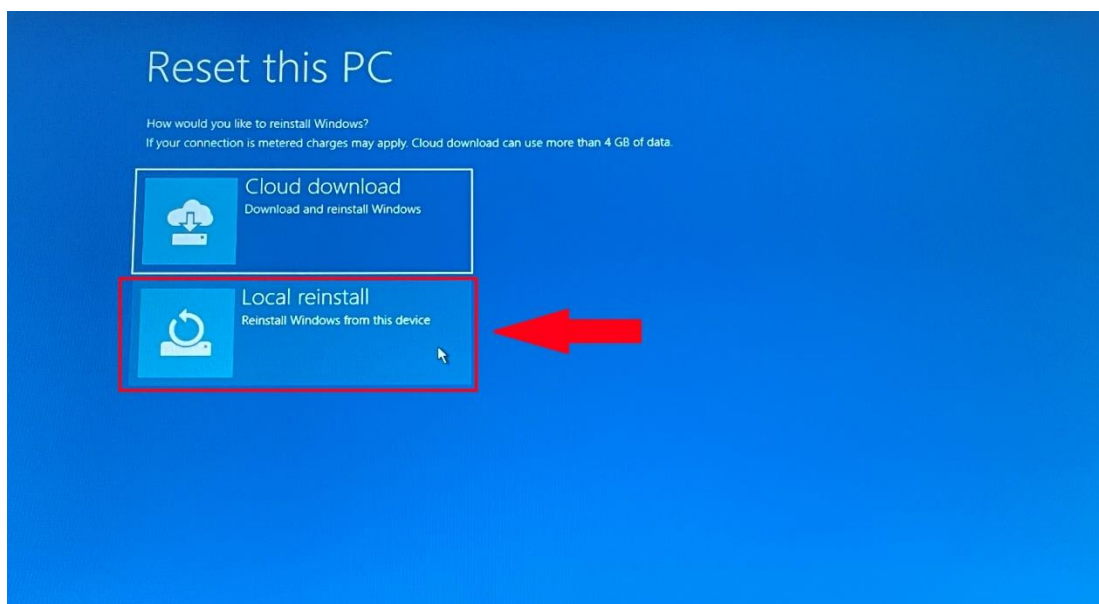 Reset this PC
How would you like to reinstall Windows?
If your connection is metered charges may apply. Cloud download can use more than 4 GB of data.
Cloud download
Download and reinstall Windows
Local reinstall
Reinstall Windows from this device